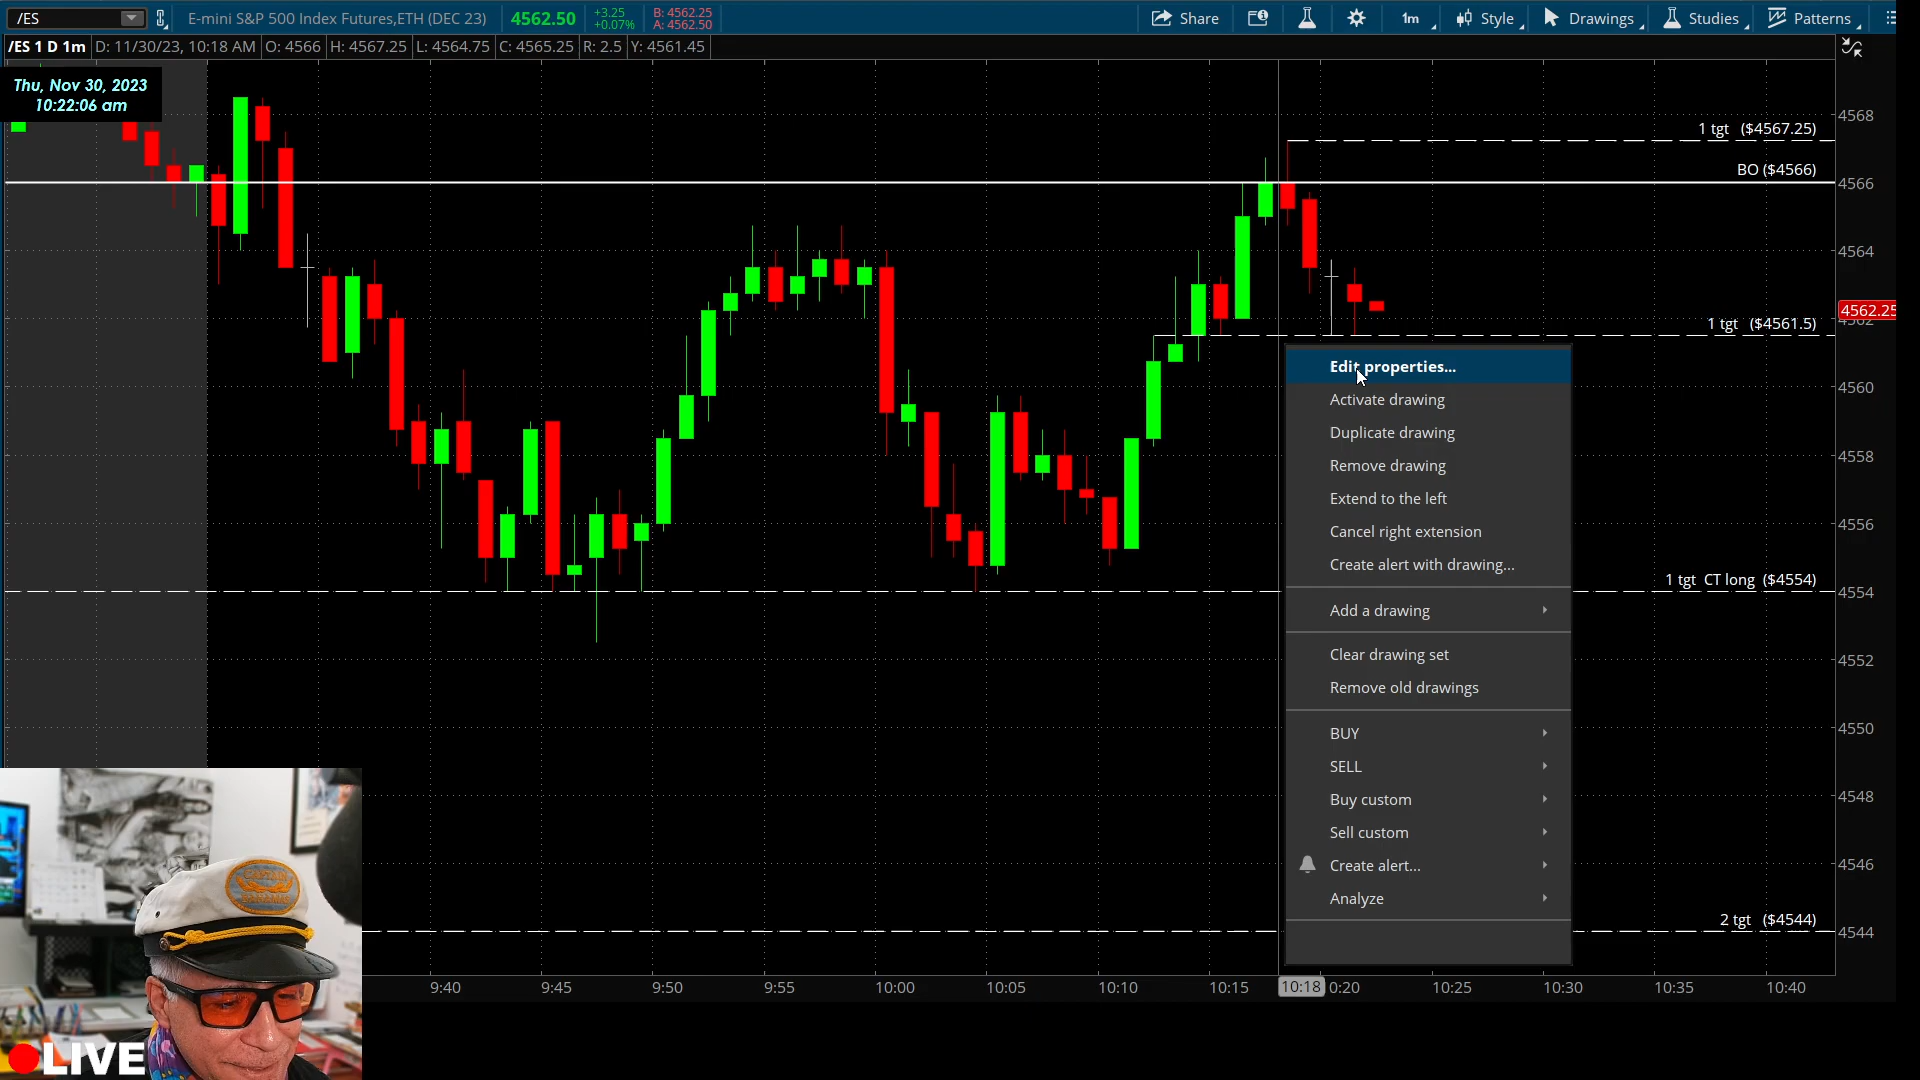 /ES
E-mini S&P 500 Index Futures,ETH (DEC 23)
4562.50
+3.25
+0.07%
B: 4562.25
A: 4562.50
Share
1m
Style
Drawings
Studies
Patterns
/ES 1 D 1m
D: 11/30/23, 10:18 AM
O: 4566
H: 4567.25
L: 4564.75
C: 4565.25
R: 2.5
Y: 4561.45
Thu, Nov 30, 2023
10:22:06 am
4568
1 tgt ($4567.25)
BO ($4566)
4566
4564
4562.25
1 tgt ($4561.5)
4560
4558
4556
1 tgt CT long ($4554)
4554
4552
4550
4548
4546
2 tgt ($4544)
4544
Edit properties...
Activate drawing
Duplicate drawing
Remove drawing
Extend to the left
Cancel right extension
Create alert with drawing...
Add a drawing
Clear drawing set
Remove old drawings
BUY
SELL
Buy custom
Sell custom
Create alert...
Analyze
9:40
9:45
9:50
9:55
10:00
10:05
10:10
10:15
10:18
0:20
10:25
10:30
10:35
10:40
LIVE